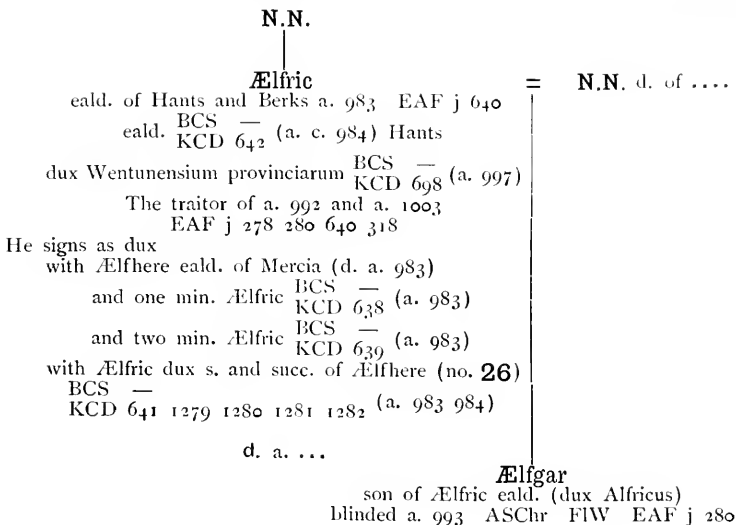 N.N.
Ælfric = N.N. d. of ....
eald. of Hants and Berks a. 983 EAF j 640
eald. BCS — KCD 642 (a. c. 984) Hants
dux Wentunensium provinciarum BCS — KCD 698 (a. 997)
The traitor of a. 992 and a. 1003
EAF j 278 280 640 318
He signs as dux
with Ælfhere eald. of Mercia (d. a. 983)
and one min. Ælfric BCS — KCD 638 (a. 983)
and two min. Ælfric BCS — KCD 639 (a. 983)
with Ælfric dux s. and succ. of Ælfhere (no. 26)
BCS —
KCD 641 1279 1280 1281 1282 (a. 983 984)
d. a. ...
Ælfgar
son of Ælfric eald. (dux Alfricus)
blinded a. 993 ASChr FlW EAF j 280